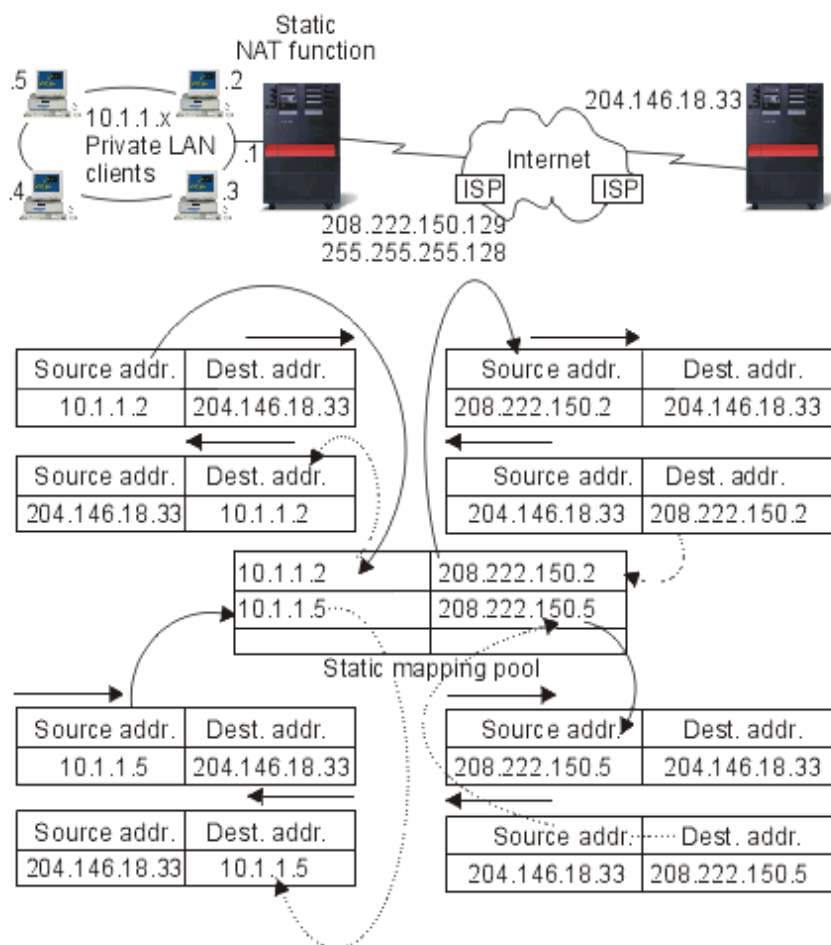 Static
NAT function
.5
.2
204.146.18.33
10.1.1.x
Private LAN
clients
.1
Internet
.4
.3
ISP
ISP
208.222.150.129
255.255.255.128
Source addr. Dest. addr.
10.1.1.2 204.146.18.33
Source addr. Dest. addr.
208.222.150.2 204.146.18.33
Source addr. Dest. addr.
204.146.18.33 10.1.1.2
Source addr. Dest. addr.
204.146.18.33 208.222.150.2
10.1.1.2 208.222.150.2
10.1.1.5 208.222.150.5
Static mapping pool
Source addr. Dest. addr.
10.1.1.5 204.146.18.33
Source addr. Dest. addr.
208.222.150.5 204.146.18.33
Source addr. Dest. addr.
204.146.18.33 10.1.1.5
Source addr. Dest. addr.
204.146.18.33 208.222.150.5